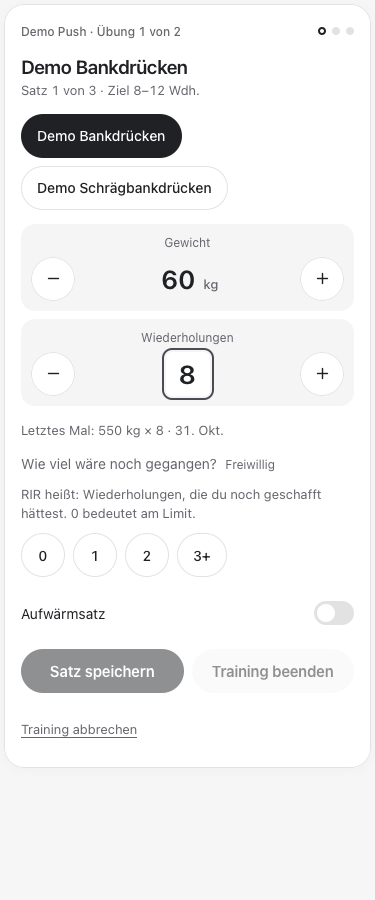 Demo Push · Übung 1 von 2
Demo Bankdrücken
Satz 1 von 3 · Ziel 8–12 Wdh.
Demo Bankdrücken
Demo Schrägbankdrücken
Gewicht
− 60 kg +
Wiederholungen
− 8 +
Letztes Mal: 550 kg × 8 · 31. Okt.
Wie viel wäre noch gegangen? Freiwillig
RIR heißt: Wiederholungen, die du noch geschafft
hättest. 0 bedeutet am Limit.
0 1 2 3+
Aufwärmsatz
Satz speichern Training beenden
Training abbrechen